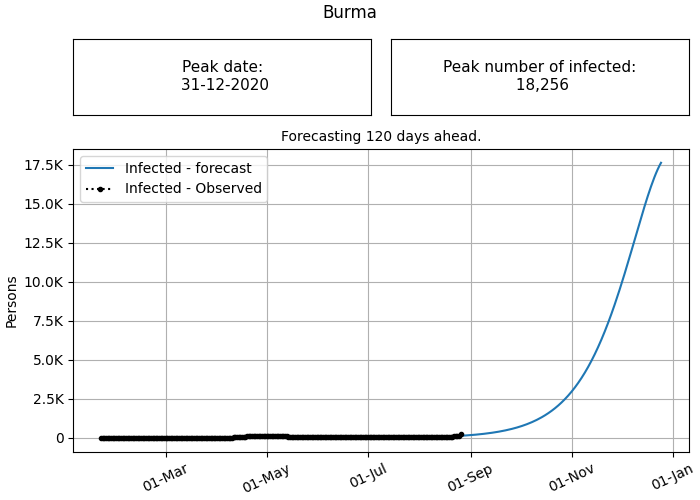 Burma
Peak date:
31-12-2020
Peak number of infected:
18,256
Forecasting 120 days ahead.
Infected - forecast
Infected - Observed
17.5K
15.0K
12.5K
10.0K
7.5K
5.0K
2.5K
0
Persons
01-Mar
01-May
01-Jul
01-Sep
01-Nov
01-Jan